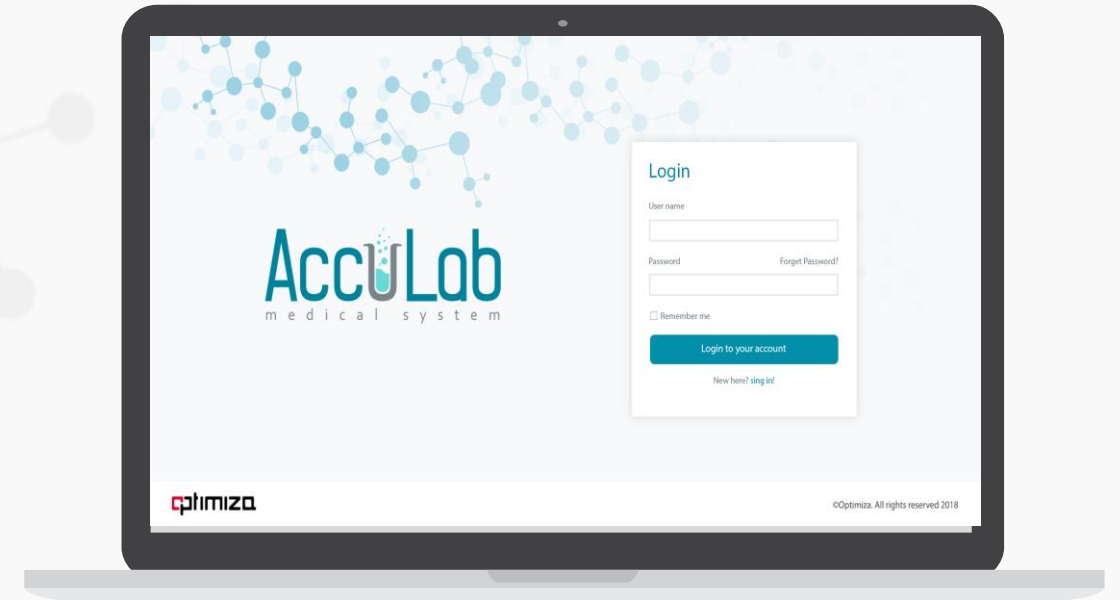 Login
User name
Password Forget Password?
Remember me
Login to your account
New here? sing in!
AccuLab
medical system
optimiza
©Optimiza. All rights reserved 2018